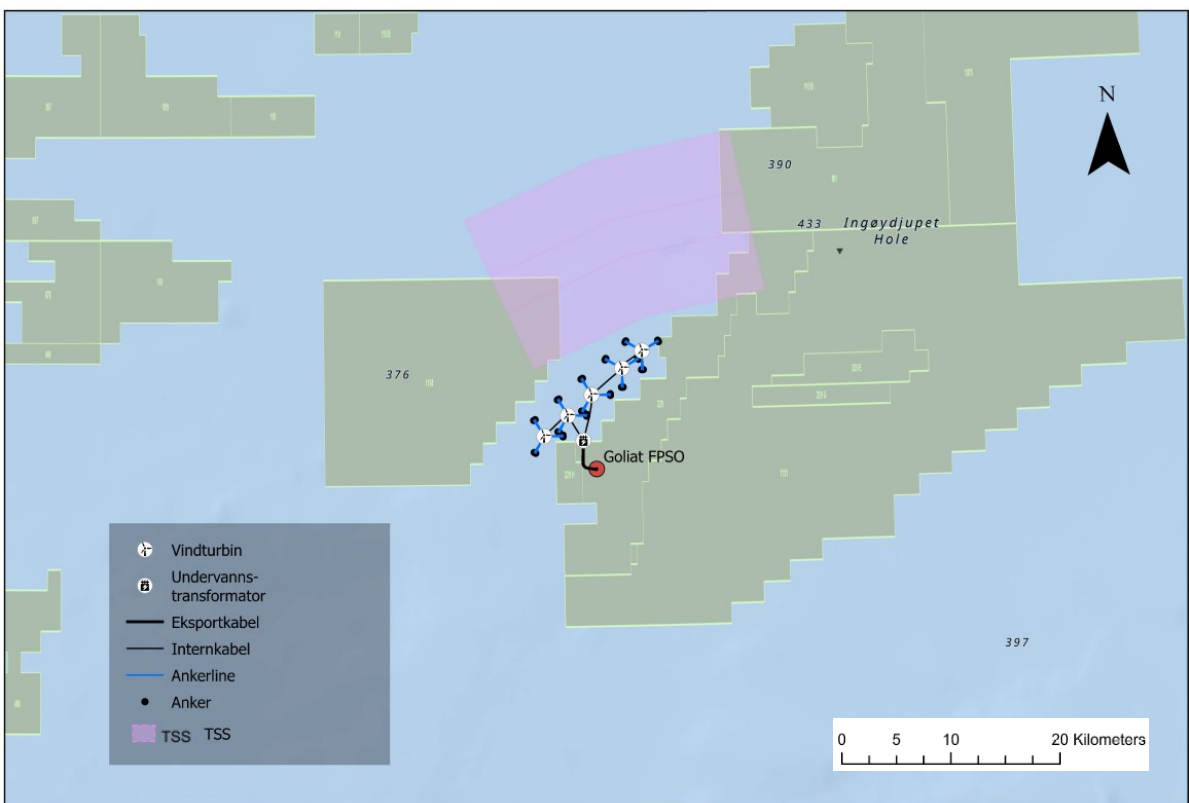 N
390
433 Ingøydjupet
Hole
376
Goliat FPSO
Vindturbin
Undervanns-
transformator
Eksportkabel
Internkabel
Ankerline
Anker
TSS TSS
397
0 5 10 20 Kilometers